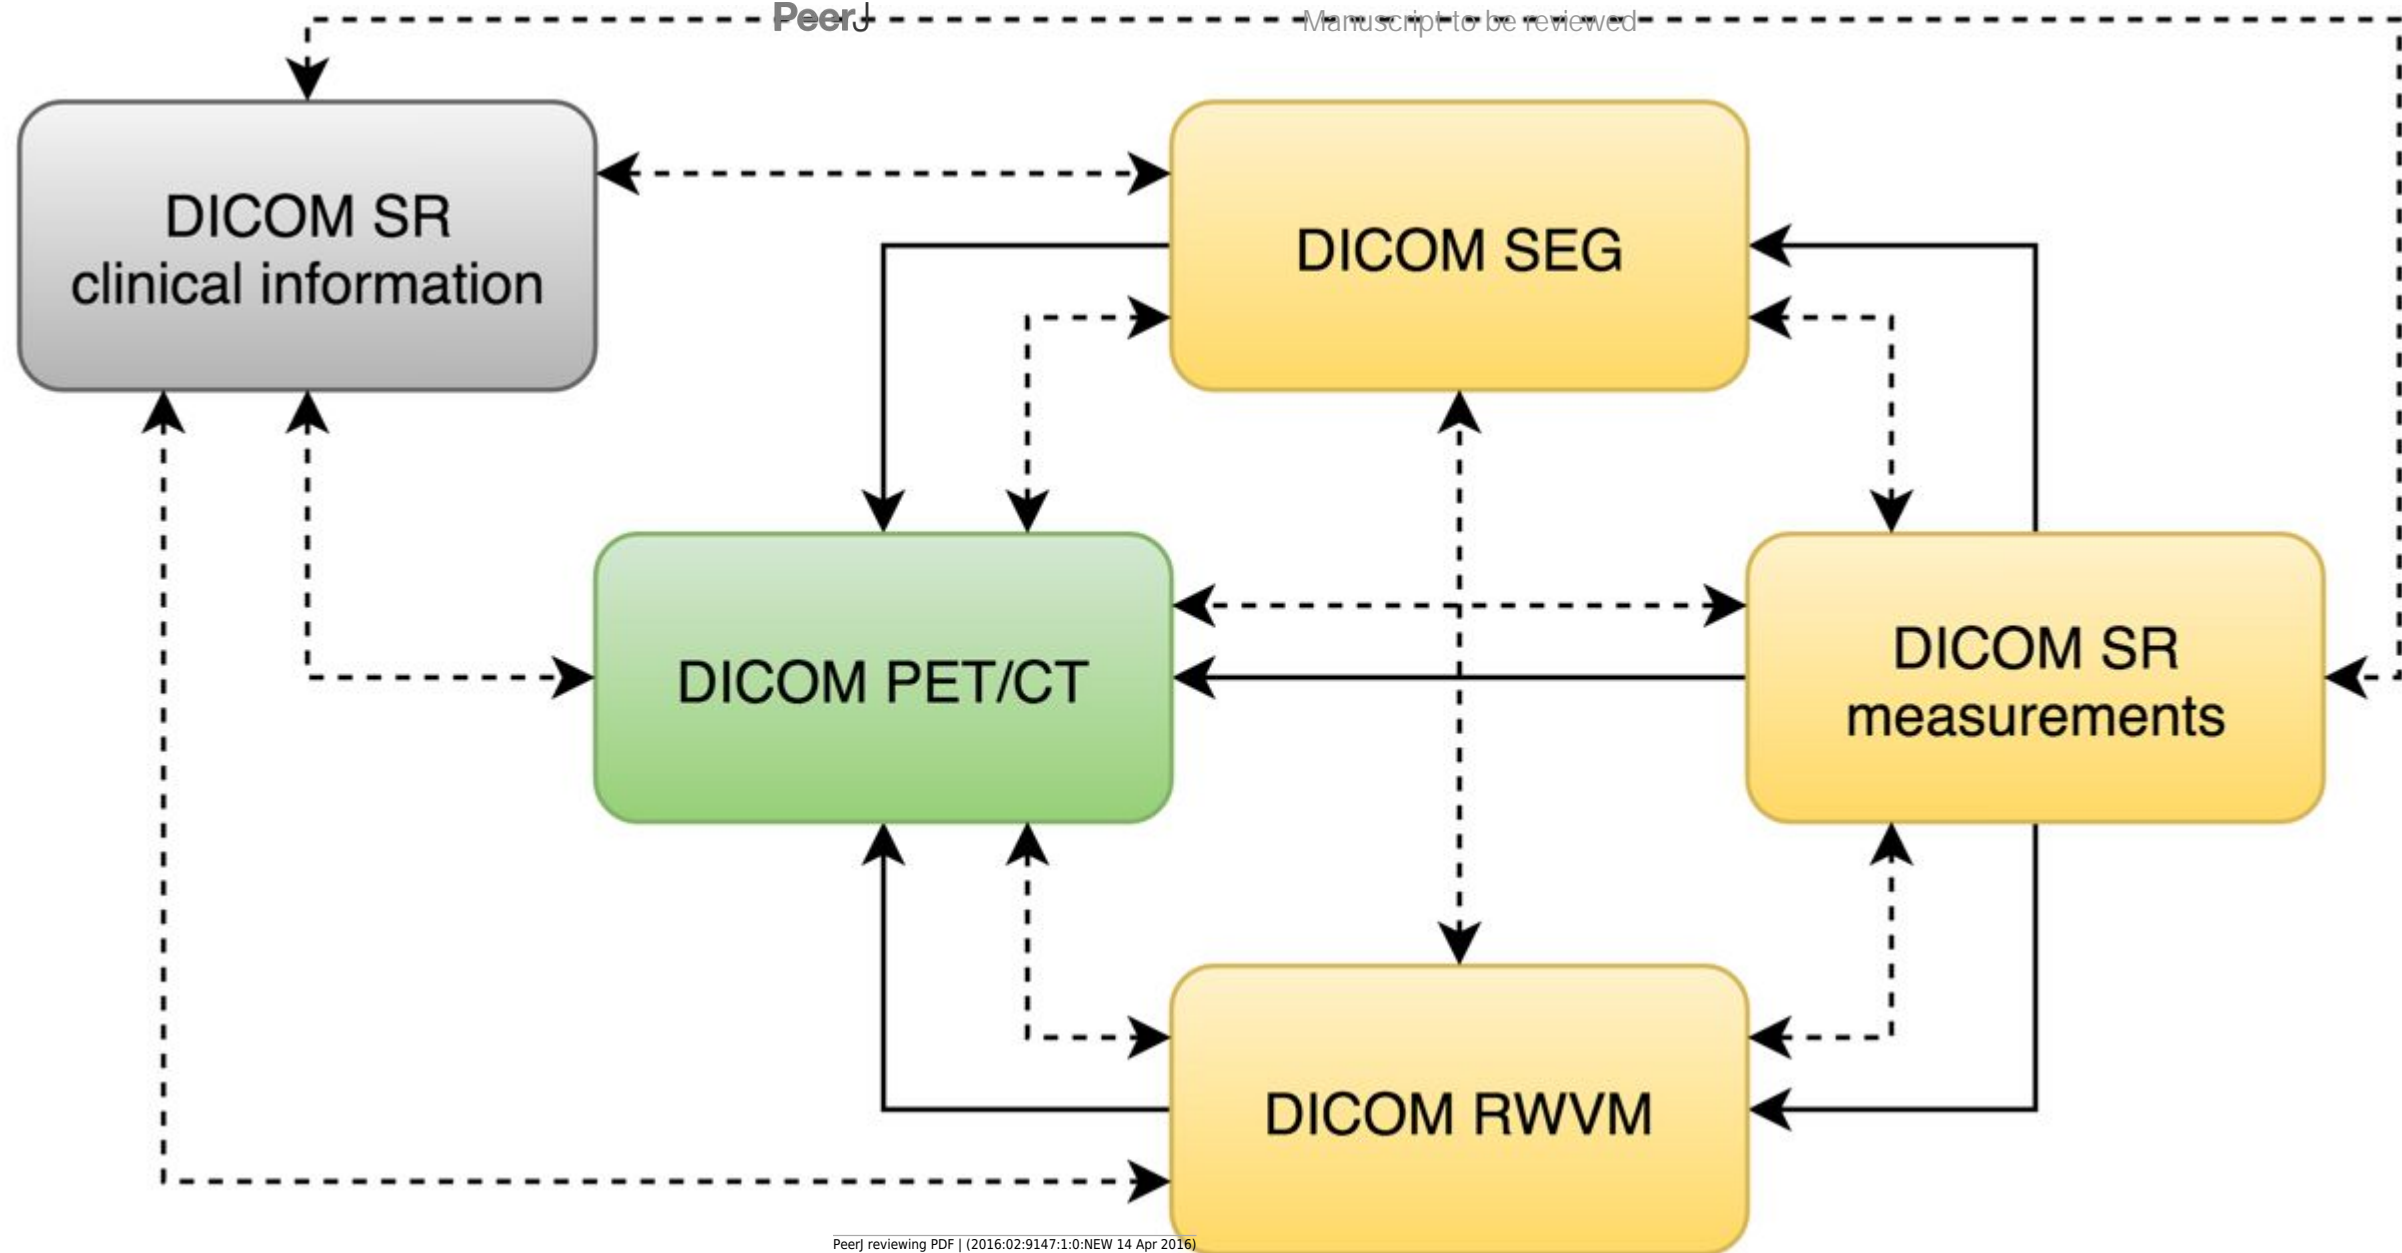 PeerJ
Manuscript to be reviewed
DICOM SR
clinical information
DICOM SEG
DICOM PET/CT
DICOM SR
measurements
DICOM RWVM
PeerJ reviewing PDF | (2016:02:9147:1:0:NEW 14 Apr 2016)